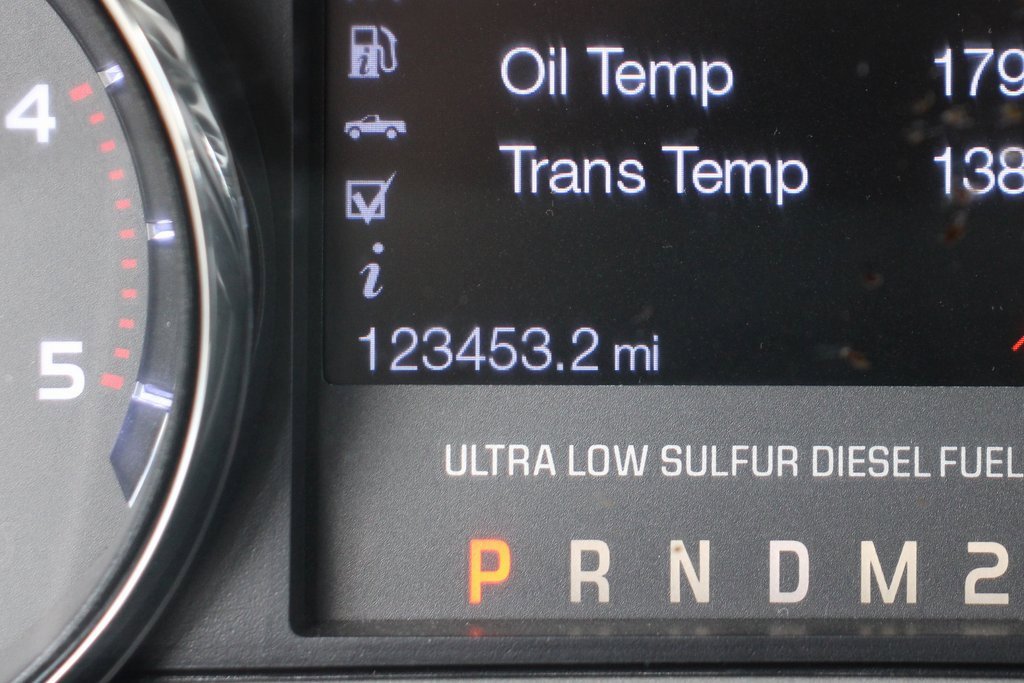 4
5
Oil Temp 179
Trans Temp 138
i
123453.2 mi
ULTRA LOW SULFUR DIESEL FUEL
P R N D M 2